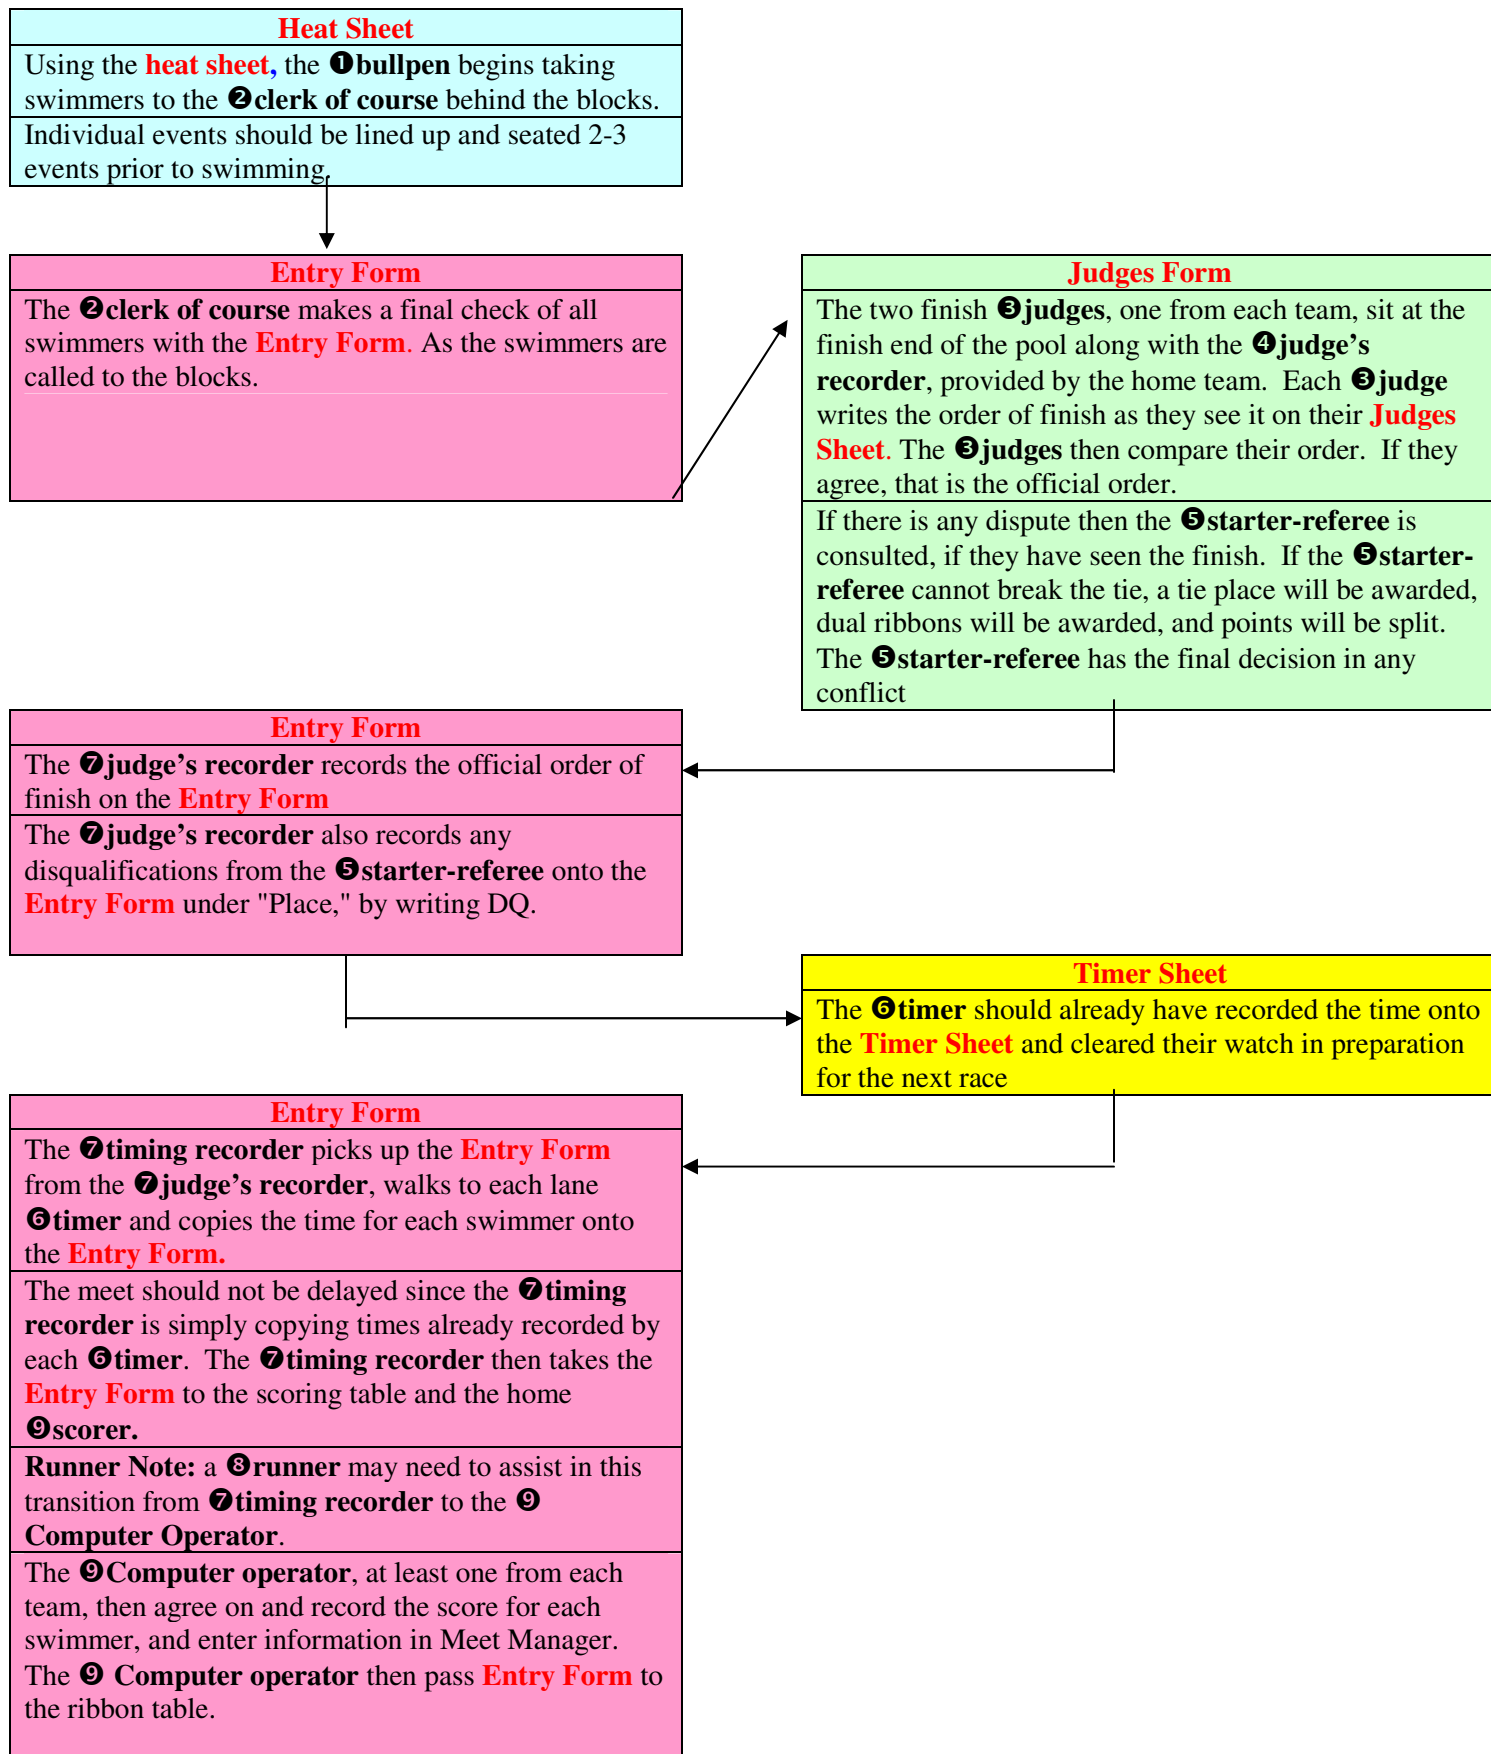 Heat Sheet
Using the heat sheet, the ❶bullpen begins taking
swimmers to the ❷clerk of course behind the blocks.
Individual events should be lined up and seated 2-3
events prior to swimming.
Entry Form
The ❷clerk of course makes a final check of all
swimmers with the Entry Form. As the swimmers are
called to the blocks.
Judges Form
The two finish ❸judges, one from each team, sit at the
finish end of the pool along with the ❹judge's
recorder, provided by the home team.  Each ❸judge
writes the order of finish as they see it on their Judges
Sheet. The ❸judges then compare their order.  If they
agree, that is the official order.
If there is any dispute then the ❺starter-referee is
consulted, if they have seen the finish.  If the ❺starter-
referee cannot break the tie, a tie place will be awarded,
dual ribbons will be awarded, and points will be split.
The ❺starter-referee has the final decision in any
conflict
Entry Form
The ❼judge's recorder records the official order of
finish on the Entry Form
The ❼judge's recorder also records any
disqualifications from the ❺starter-referee onto the
Entry Form under "Place," by writing DQ.
Timer Sheet
The ❻timer should already have recorded the time onto
the Timer Sheet and cleared their watch in preparation
for the next race
Entry Form
The ❼timing recorder picks up the Entry Form
from the ❼judge's recorder, walks to each lane
❻timer and copies the time for each swimmer onto
the Entry Form.
The meet should not be delayed since the ❼timing
recorder is simply copying times already recorded by
each ❻timer.  The ❼timing recorder then takes the
Entry Form to the scoring table and the home
❾scorer.
Runner Note: a ❽runner may need to assist in this
transition from ❼timing recorder to the ❾
Computer Operator.
The ❾Computer operator, at least one from each
team, then agree on and record the score for each
swimmer, and enter information in Meet Manager.
The ❾ Computer operator then pass Entry Form to
the ribbon table.